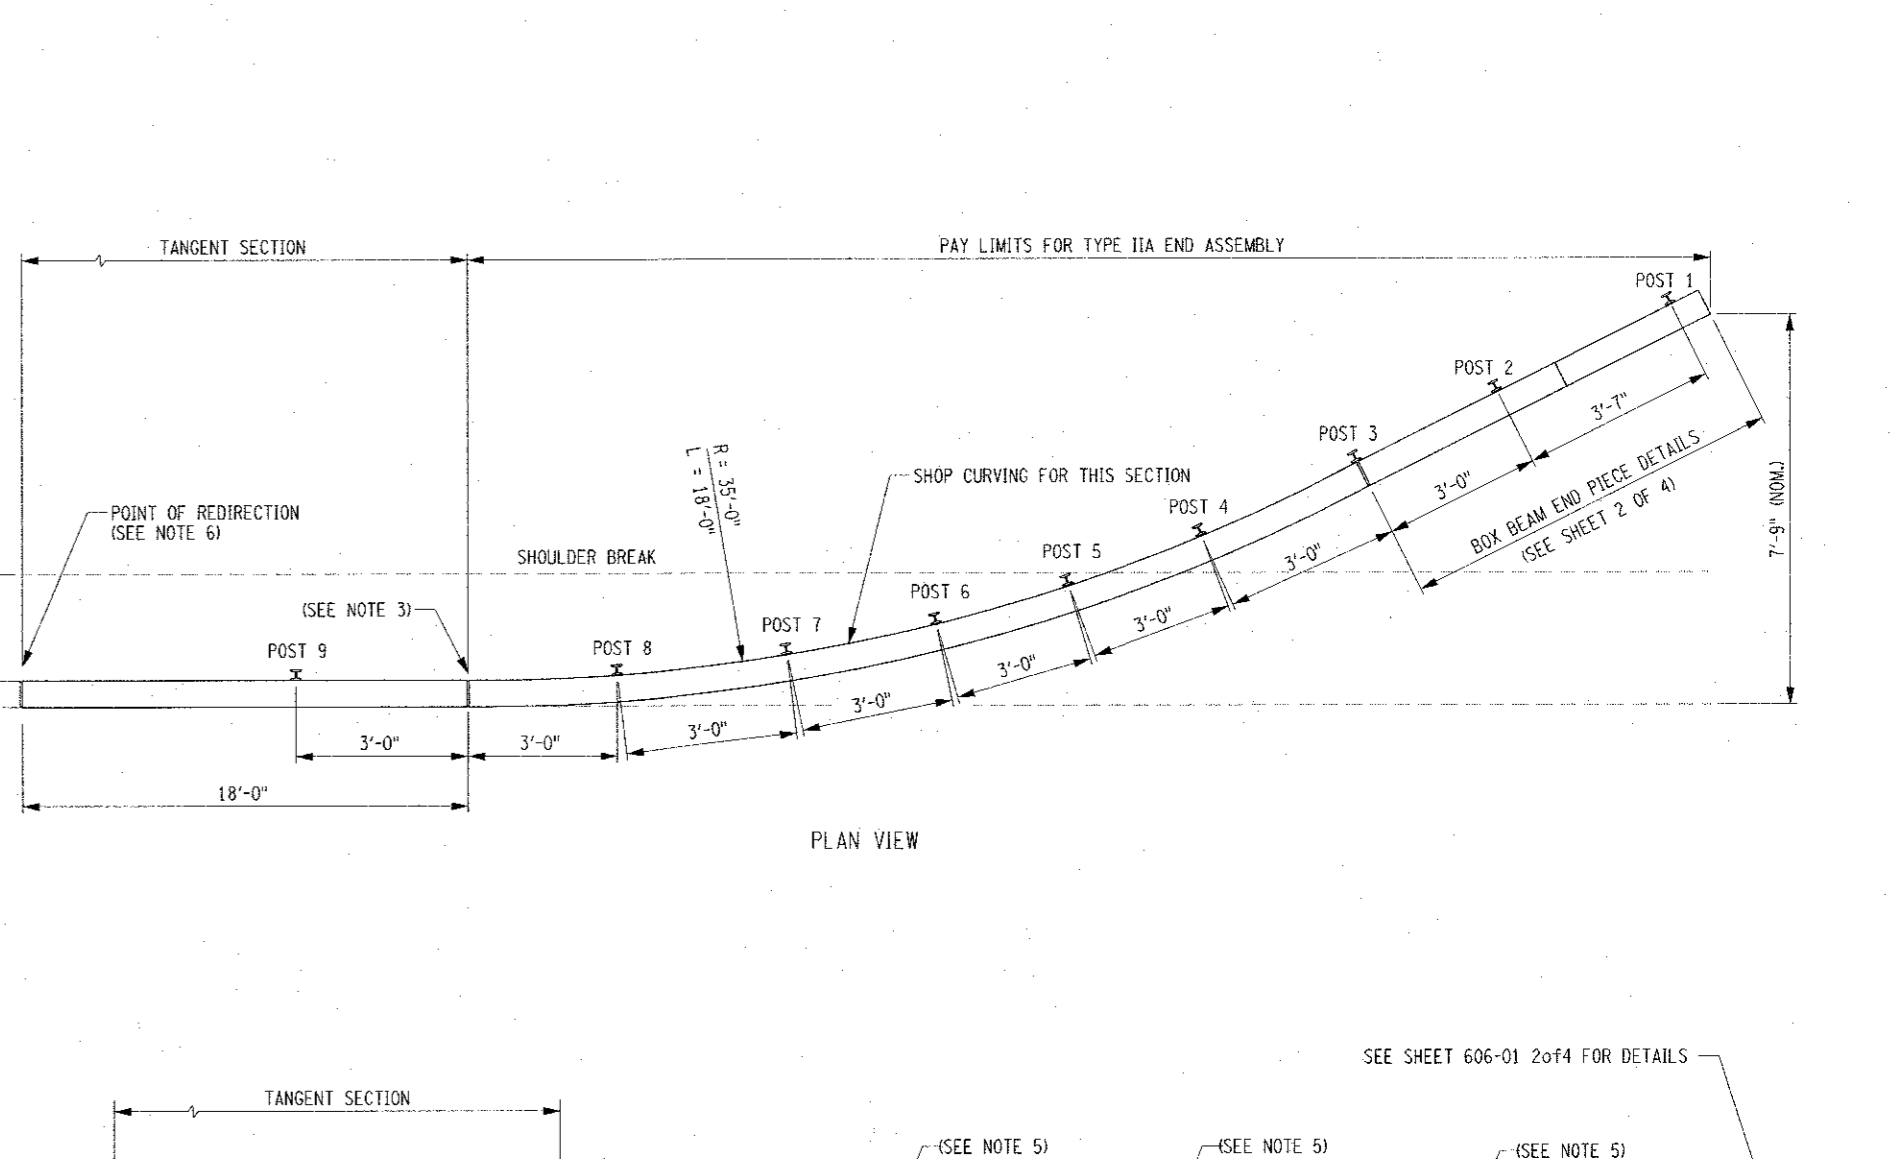 TANGENT SECTION
PAY LIMITS FOR TYPE IIA END ASSEMBLY
POST 1
POST 2
3'-7"
POST 3
BOX BEAM END PIECE DETAILS
(SEE SHEET 2 OF 4)
7'-9" (NOM.)
3'-0"
R = 35'-0"
L = 18'-0"
SHOP CURVING FOR THIS SECTION
POST 4
POINT OF REDIRECTION
(SEE NOTE 6)
SHOULDER BREAK
POST 5
3'-0"
POST 6
(SEE NOTE 3)
3'-0"
POST 7
POST 8
POST 9
3'-0"
3'-0"
3'-0"
3'-0"
3'-0"
18'-0"
PLAN VIEW
SEE SHEET 606-01 2of4 FOR DETAILS
TANGENT SECTION
(SEE NOTE 5)
(SEE NOTE 5)
(SEE NOTE 5)